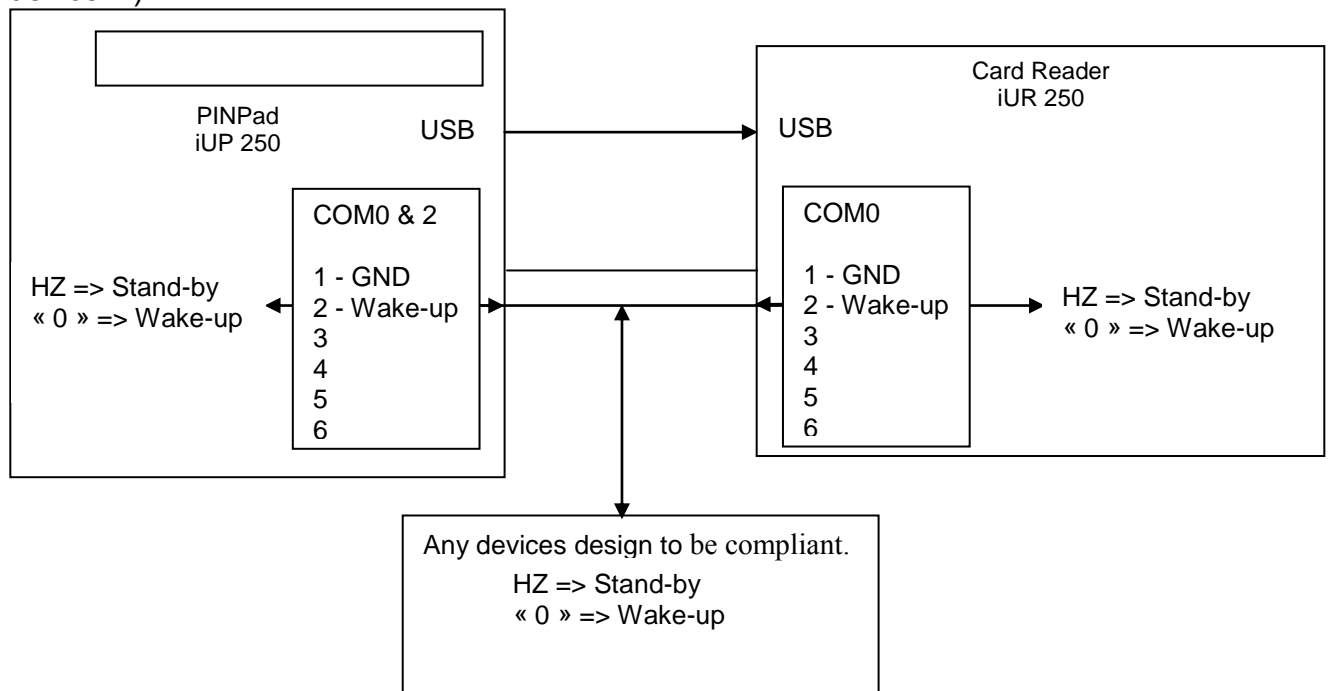 PINPad
iUP 250
USB
COM0 & 2
1 - GND
2 - Wake-up
3
4
5
6
HZ => Stand-by
« 0 » => Wake-up
Card Reader
iUR 250
USB
COM0
1 - GND
2 - Wake-up
3
4
5
6
HZ => Stand-by
« 0 » => Wake-up
Any devices design to be compliant.
HZ => Stand-by
« 0 » => Wake-up